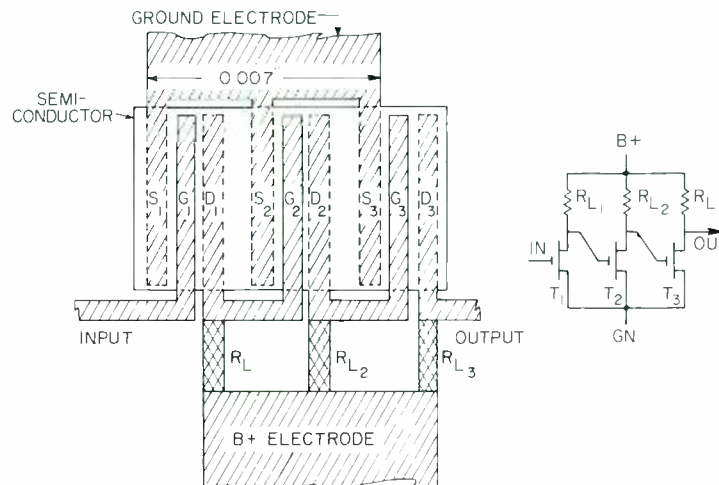 GROUND ELECTRODE
0.007"
SEMI-
CONDUCTOR
S1 G1 D1 S2 G2 D2 S3 G3 D3
INPUT
OUTPUT
RL RL2 RL3
B+ ELECTRODE
B+
RL1 RL2 RL
IN
OU
T1 T2 T3
GN